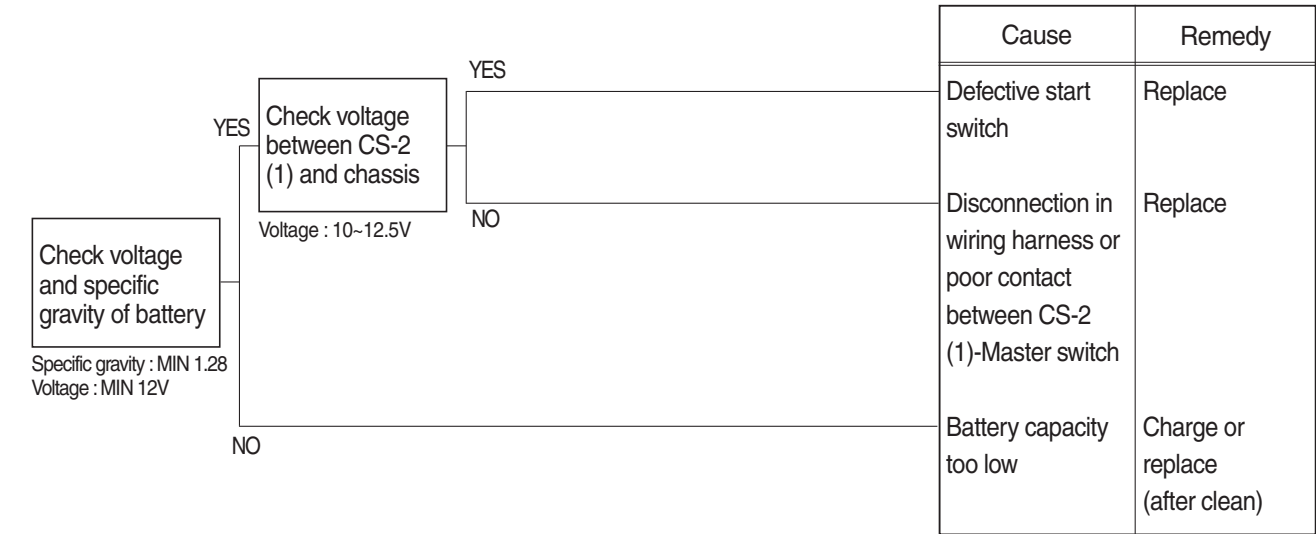 Cause
Remedy
YES
Check voltage
between CS-2
(1) and chassis
YES
Voltage : 10~12.5V
NO
Check voltage
and specific
gravity of battery
Specific gravity : MIN 1.28
Voltage : MIN 12V
NO
Defective start
switch
Replace
Disconnection in
wiring harness or
poor contact
between CS-2
(1)-Master switch
Replace
Battery capacity
too low
Charge or
replace
(after clean)